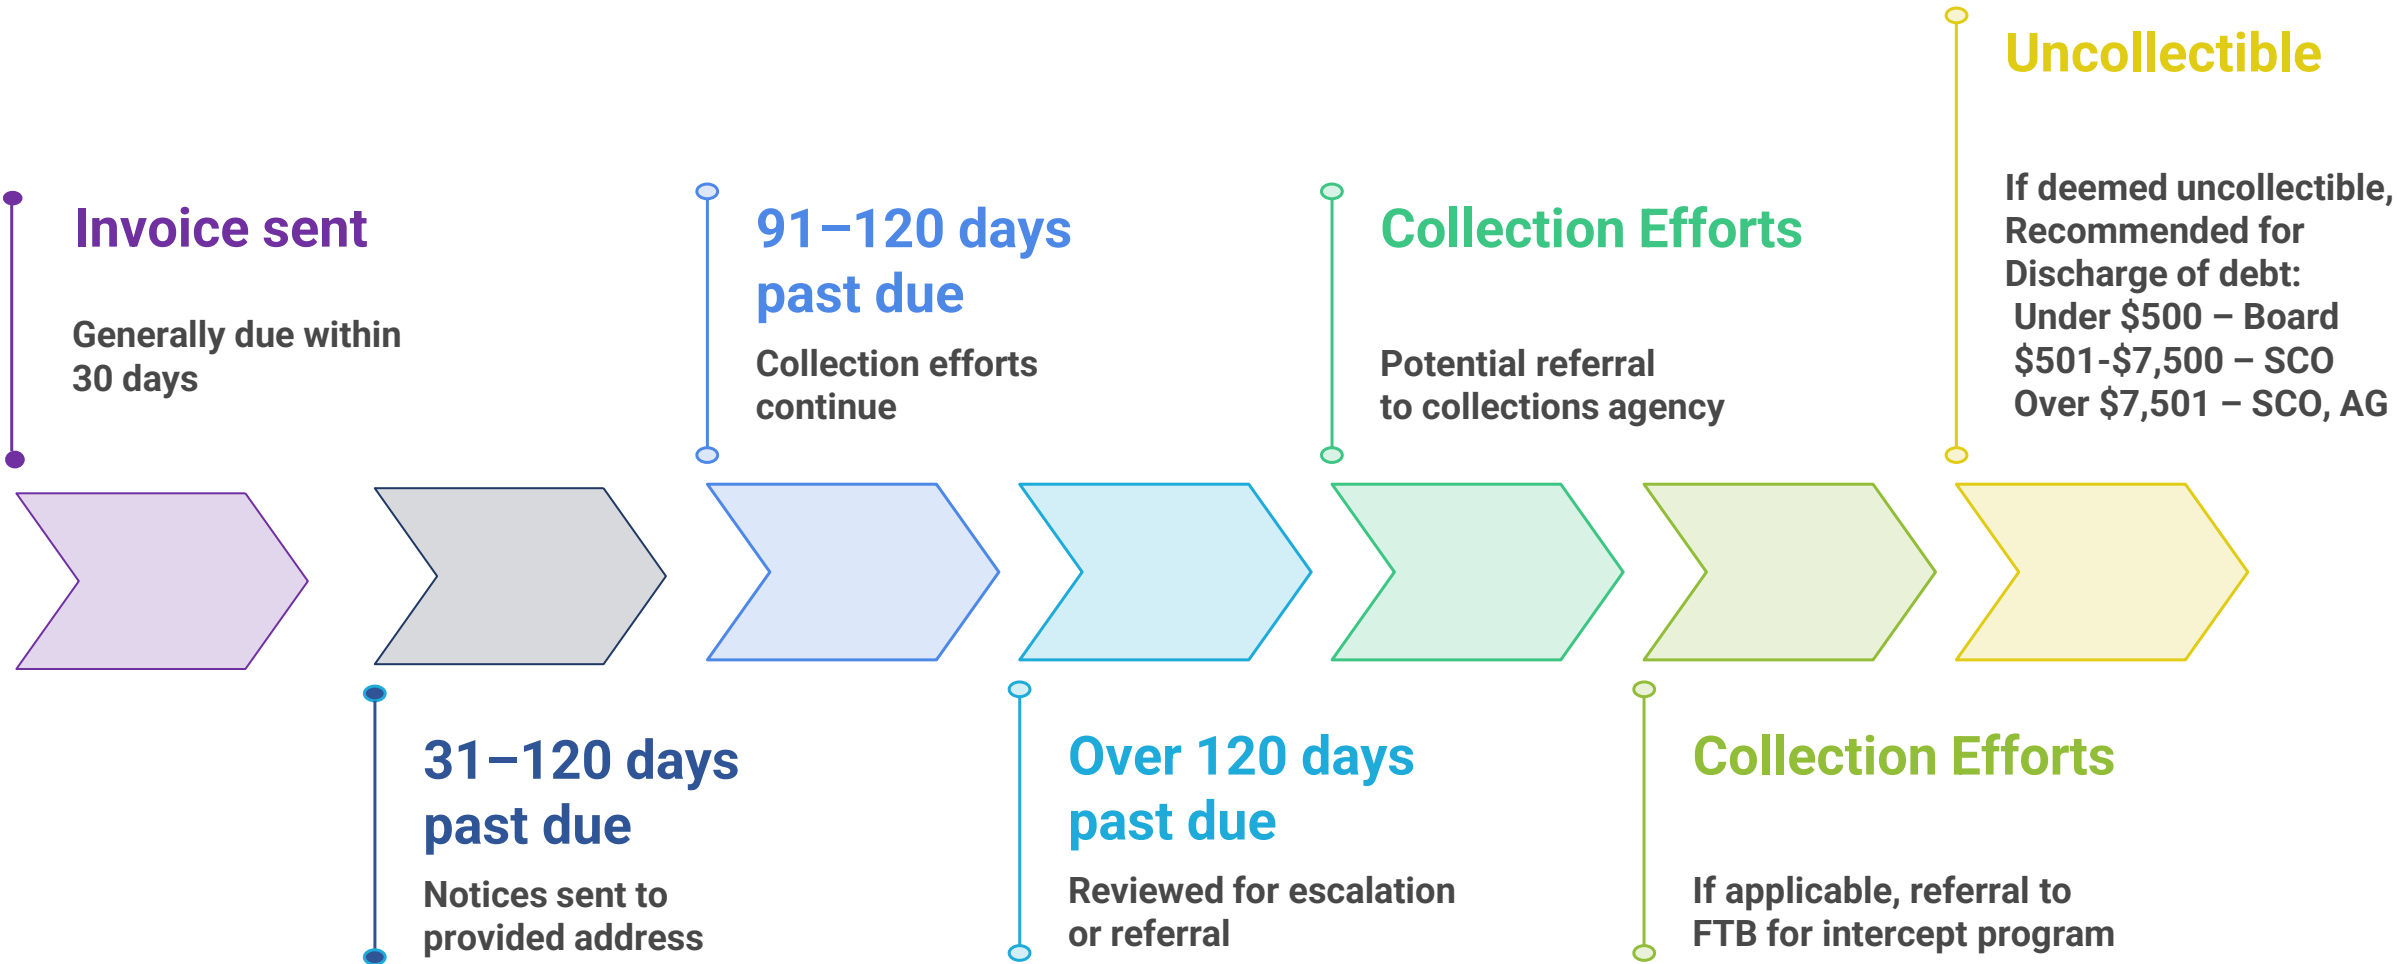 Invoice sent
Generally due within
30 days
31–120 days
past due
Notices sent to
provided address
91–120 days
past due
Collection efforts
continue
Over 120 days
past due
Reviewed for escalation
or referral
Collection Efforts
Potential referral
to collections agency
Collection Efforts
If applicable, referral to
FTB for intercept program
Uncollectible
If deemed uncollectible,
Recommended for
Discharge of debt:
Under $500 – Board
$501-$7,500 – SCO
Over $7,501 – SCO, AG